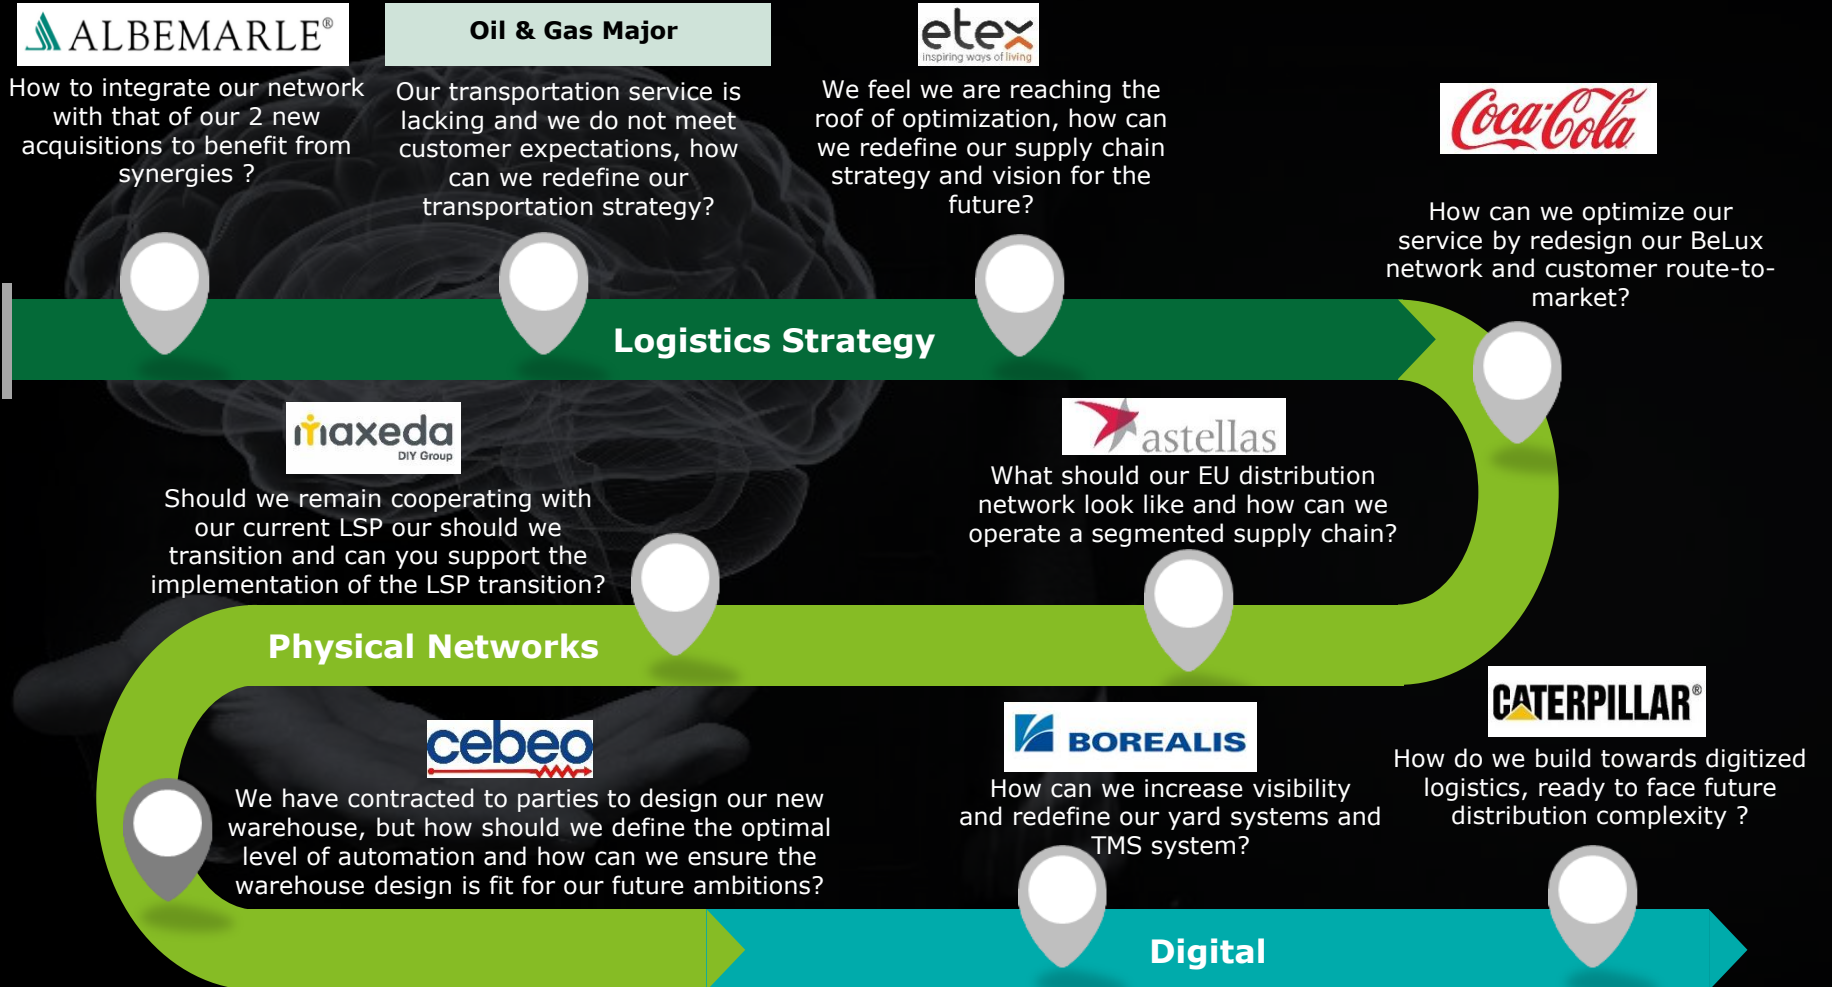 ALBEMARLE®
How to integrate our network
with that of our 2 new
acquisitions to benefit from
synergies ?
Oil & Gas Major
Our transportation service is
lacking and we do not meet
customer expectations, how
can we redefine our
transportation strategy?
etex
inspiring ways of living
We feel we are reaching the
roof of optimization, how can
we redefine our supply chain
strategy and vision for the
future?
Coca-Cola
How can we optimize our
service by redesign our BeLux
network and customer route-to-
market?
Logistics Strategy
maxeda
DIY Group
Should we remain cooperating with
our current LSP our should we
transition and can you support the
implementation of the LSP transition?
astellas
What should our EU distribution
network look like and how can we
operate a segmented supply chain?
Physical Networks
cebeo
We have contracted to parties to design our new
warehouse, but how should we define the optimal
level of automation and how can we ensure the
warehouse design is fit for our future ambitions?
BOREALIS
How can we increase visibility
and redefine our yard systems and
TMS system?
CATERPILLAR®
How do we build towards digitized
logistics, ready to face future
distribution complexity ?
Digital